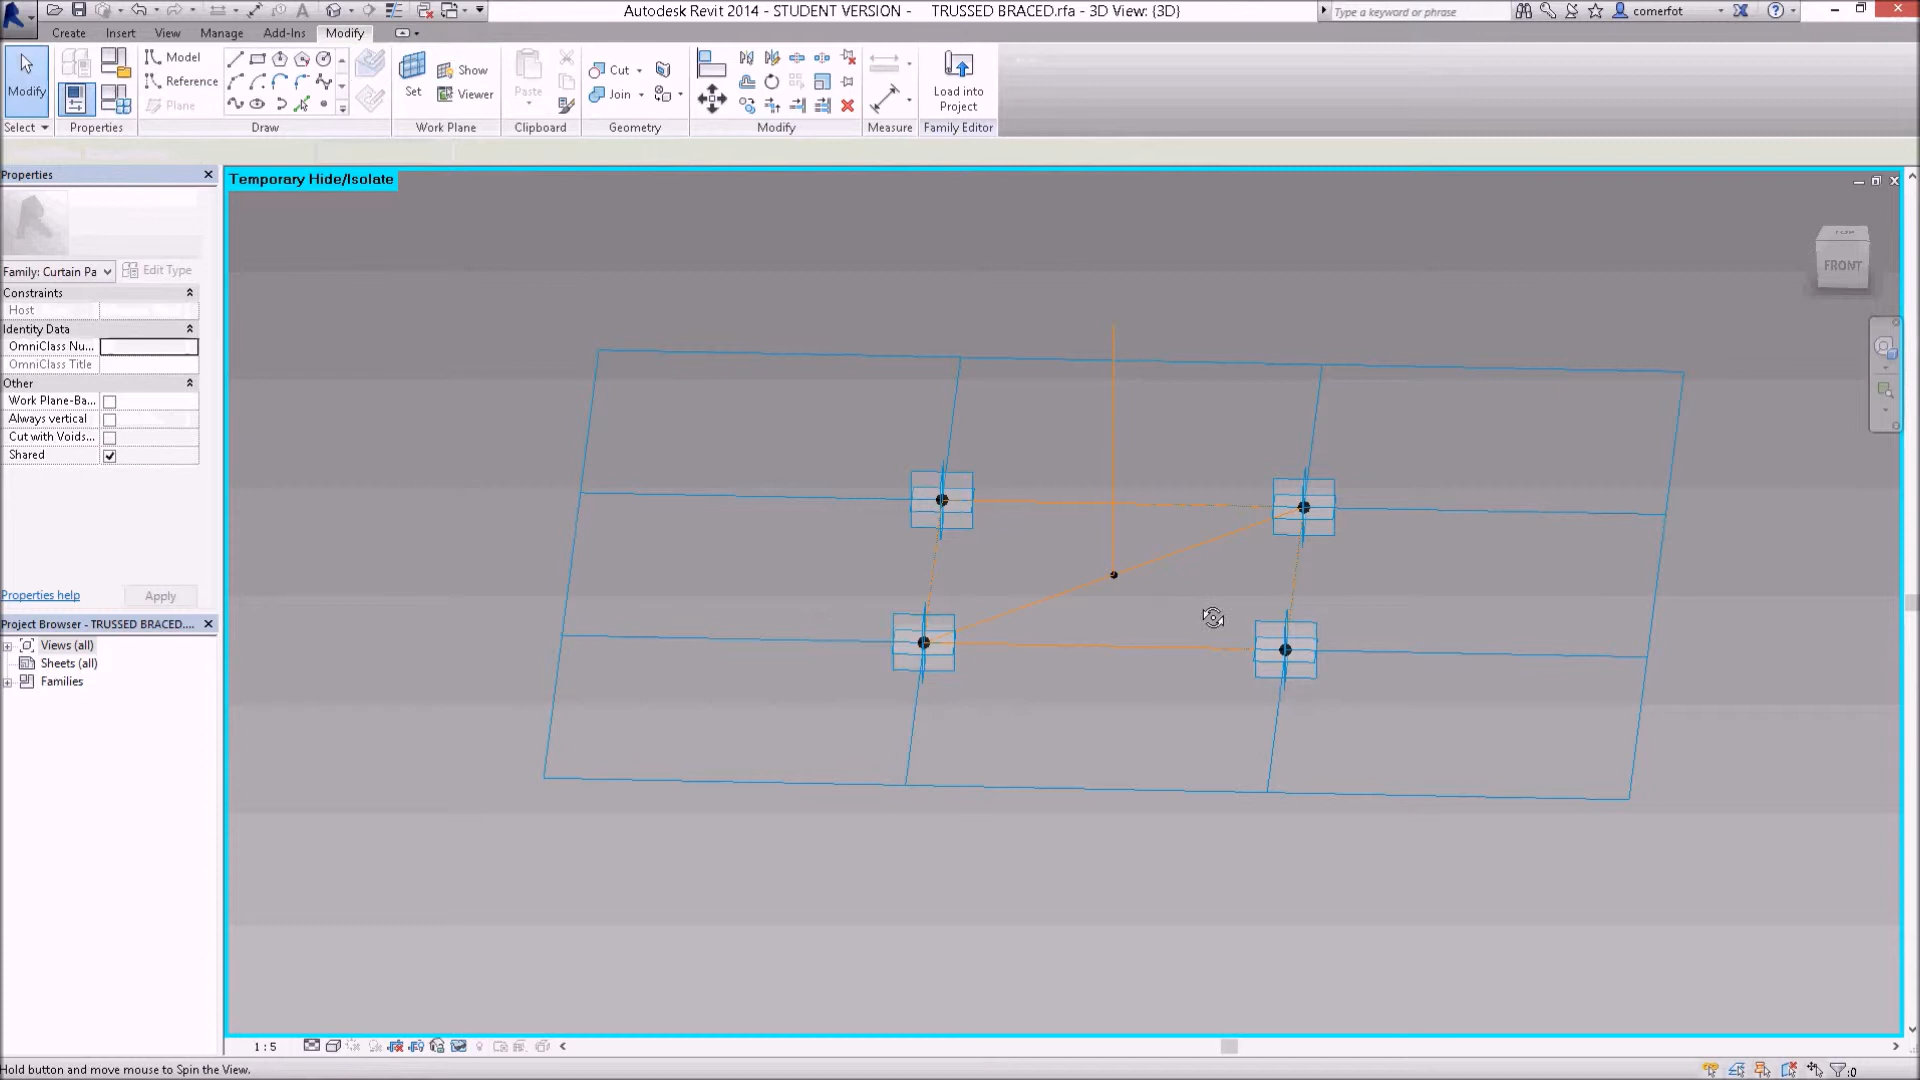 Autodesk Revit 2014 - STUDENT VERSION - TRUSSED BRACED.rfa - 3D View: {3D}
Type a keyword or phrase
comerfot
Create Insert View Manage Add-Ins Modify
Modify
Model
Reference
Plane
Set
Show
Viewer
Paste
Cut
Join
Load into
Project
Select Properties Draw Work Plane Clipboard Geometry Modify Measure Family Editor
Properties
Temporary Hide/Isolate
TOP
FRONT
Family: Curtain Pa
Edit Type
Constraints
Host
Identity Data
OmniClass Nu...
OmniClass Title
Other
Work Plane-Ba...
Always vertical
Cut with Voids...
Shared
Properties help
Apply
Project Browser - TRUSSED BRACED....
Views (all)
Sheets (all)
Families
1 : 5
Hold button and move mouse to Spin the View.
:0